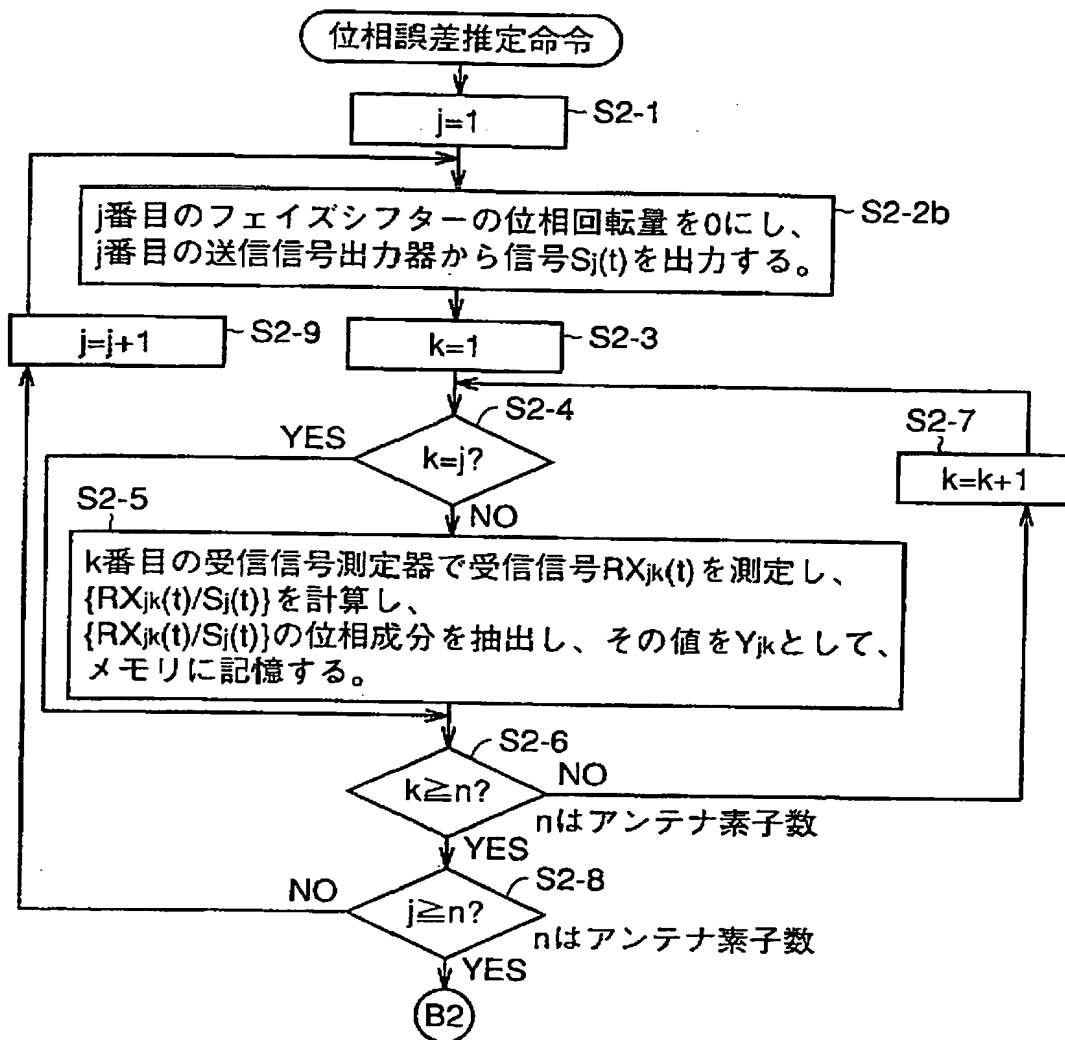 位相誤差推定命令
j=1
S2-1
j番目のフェイズシフターの位相回転量を0にし、
j番目の送信信号出力器から信号Sj(t)を出力する。
S2-2b
j=j+1
S2-9
k=1
S2-3
S2-4
YES
k=j?
NO
S2-7
k=k+1
S2-5
k番目の受信信号測定器で受信信号RXjk(t)を測定し、
{RXjk(t)/Sj(t)}を計算し、
{RXjk(t)/Sj(t)}の位相成分を抽出し、その値をYjkとして、
メモリに記憶する。
S2-6
k≧n?
NO
nはアンテナ素子数
YES
S2-8
NO
j≧n?
nはアンテナ素子数
YES
B2